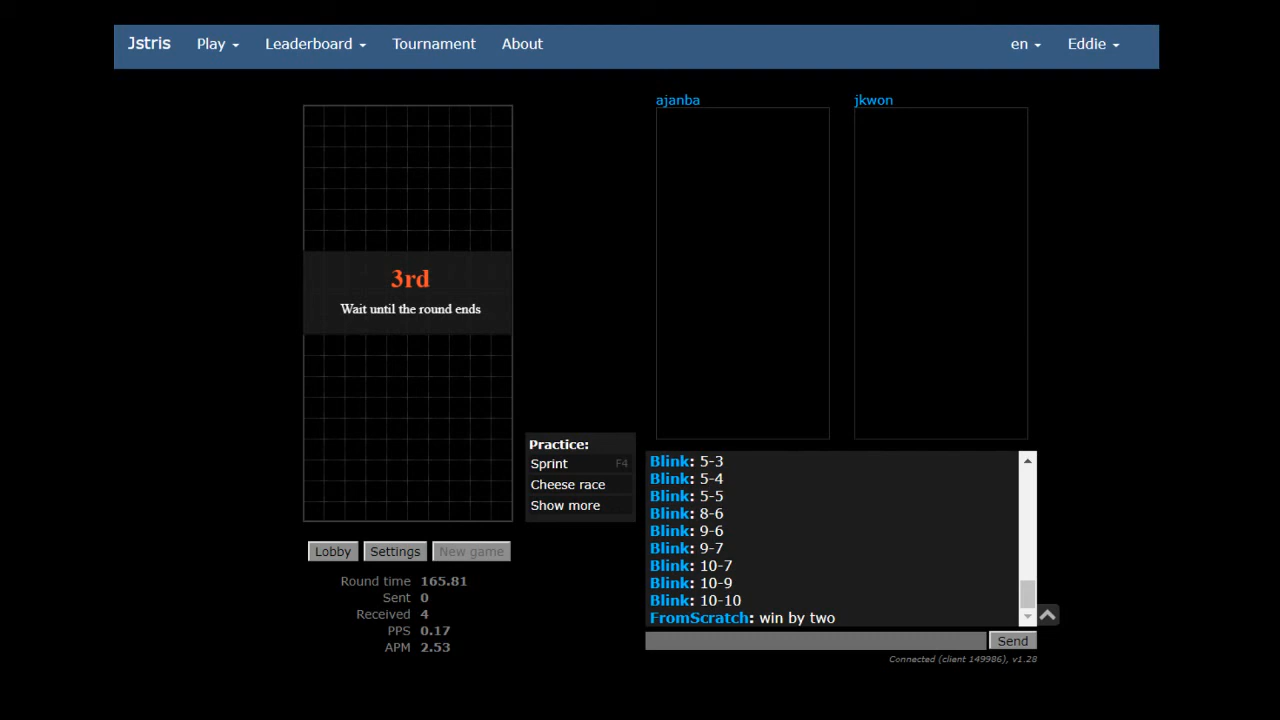 Jstris Play Leaderboard Tournament About en Eddie
ajanba jkwon
3rd
Wait until the round ends
Practice:
Sprint F4
Cheese race
Show more
Lobby Settings New game
Round time 165.81
Sent 0
Received 4
PPS 0.17
APM 2.53
Blink: 5-3
Blink: 5-4
Blink: 5-5
Blink: 8-6
Blink: 9-6
Blink: 9-7
Blink: 10-7
Blink: 10-9
Blink: 10-10
FromScratch: win by two
Send
Connected (client 149986), v1.28